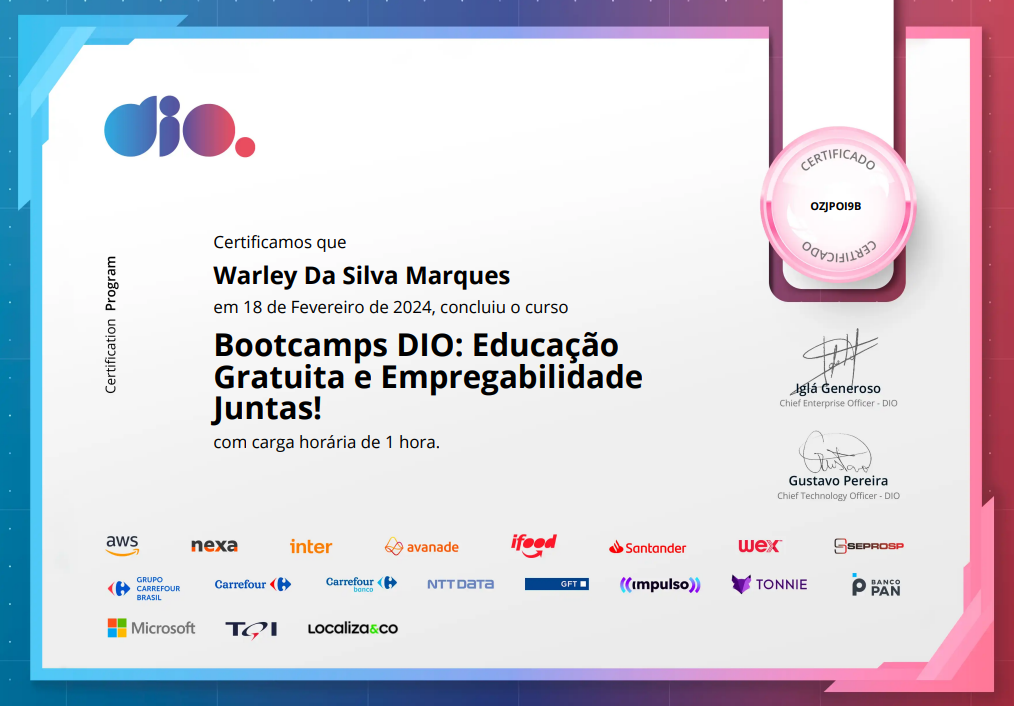 dio.
CERTIFICADO
OZJPOI9B
CERTIFICADO
Certification Program
Certificamos que
Warley Da Silva Marques
em 18 de Fevereiro de 2024, concluiu o curso
Bootcamps DIO: Educação
Gratuita e Empregabilidade
Juntas!
com carga horária de 1 hora.
Iglá Generoso
Chief Enterprise Officer - DIO
Gustavo
Gustavo Pereira
Chief Technology Officer - DIO
aws
nexa
inter
avanade
ifood
Santander
wex
SEPROSP
GRUPO
CARREFOUR
BRASIL
Carrefour
Carrefour
banco
NTT DATA
GFT
impulso
TONNIE
BANCO
PAN
Microsoft
TQI
Localiza&co